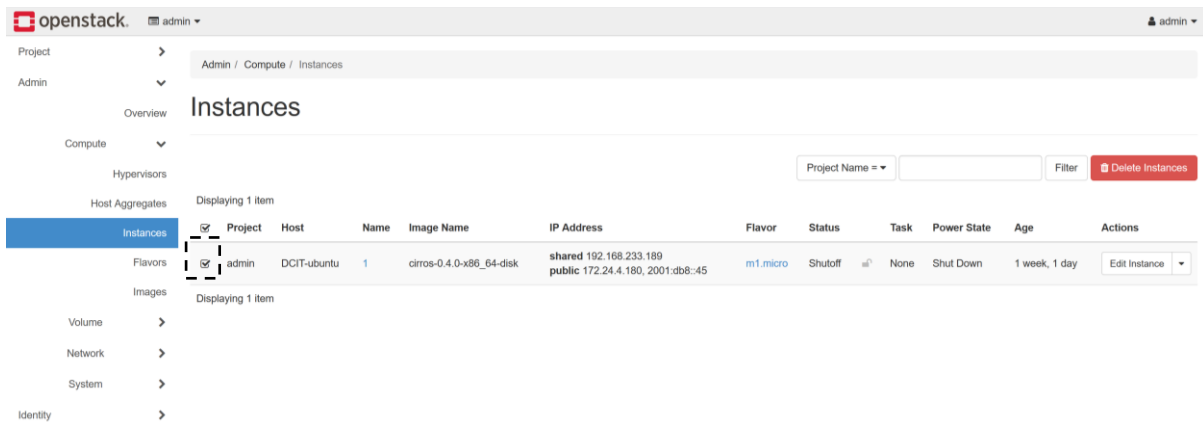 openstack. admin admin
Project
Admin / Compute / Instances
Admin
Instances
Overview
Compute
Project Name = Filter Delete Instances
Hypervisors
Host Aggregates
Displaying 1 item
Instances
Project Host Name Image Name IP Address Flavor Status Task Power State Age Actions
Flavors
admin DCIT-ubuntu 1 cirros-0.4.0-x86_64-disk shared 192.168.233.189 m1.micro Shutoff None Shut Down 1 week, 1 day Edit Instance
public 172.24.4.180, 2001:db8::45
Images
Displaying 1 item
Volume
Network
System
Identity